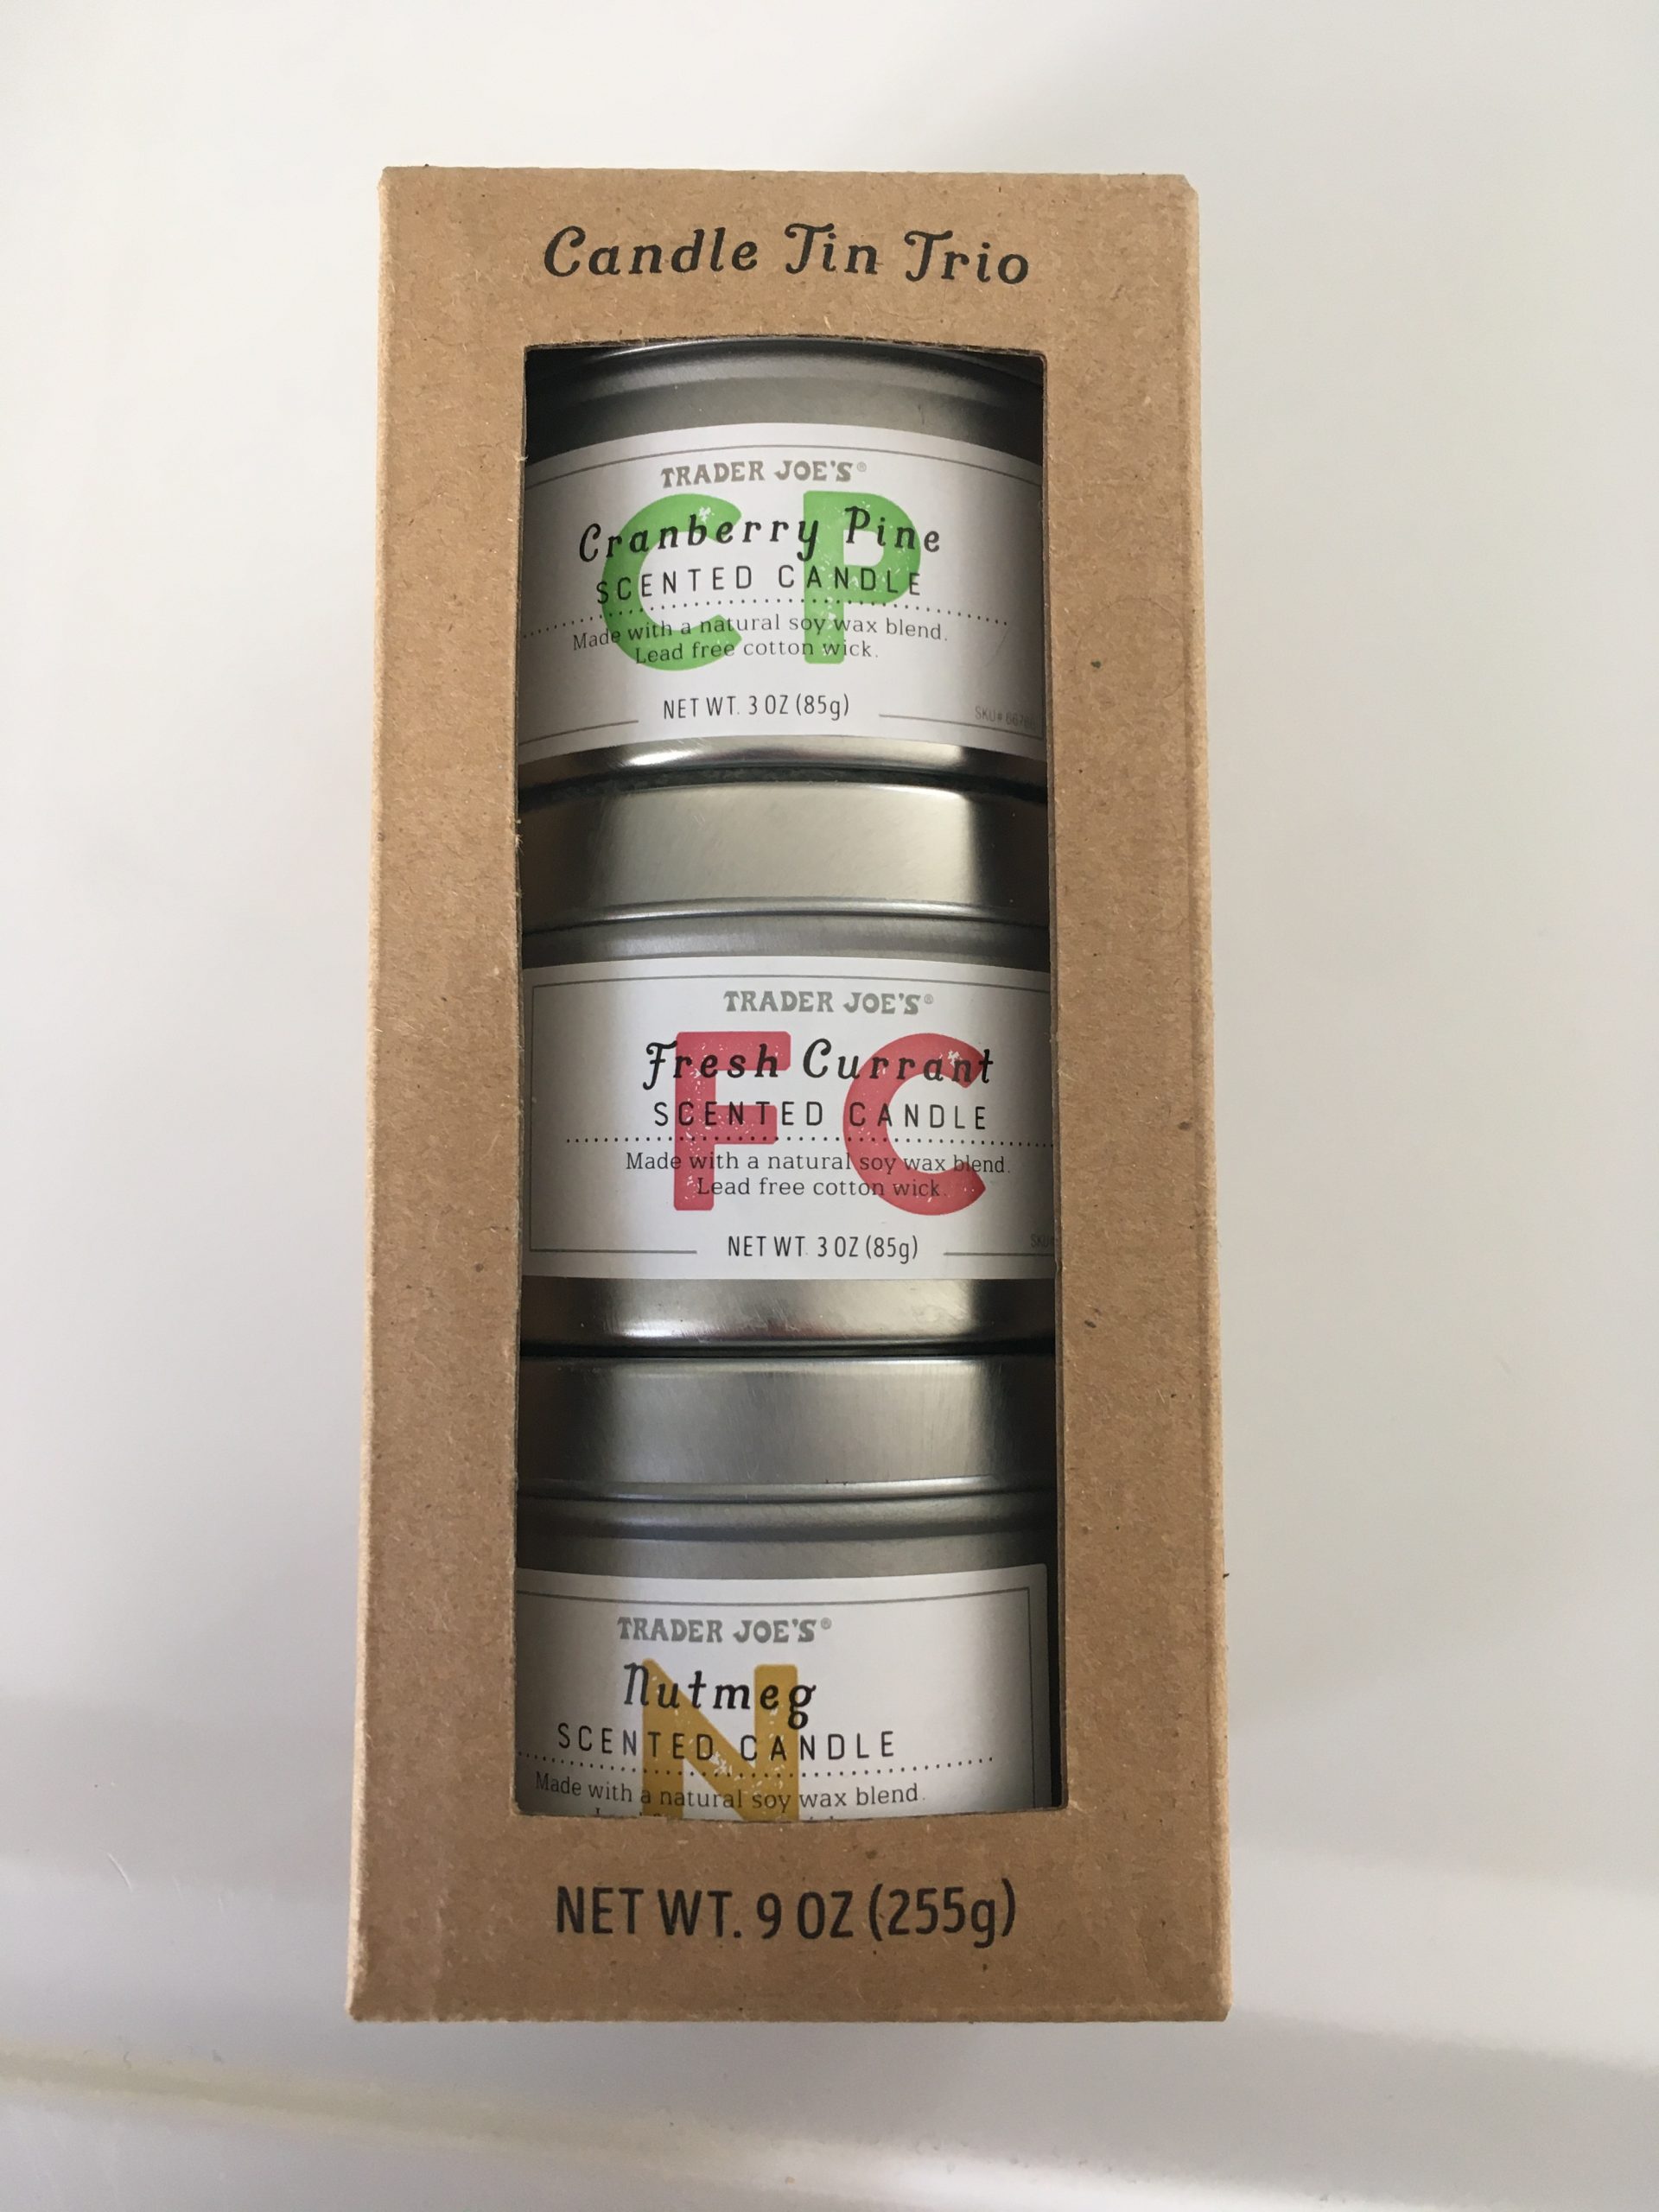 Candle Tin Trio
TRADER JOE'S®
CP
Cranberry Pine
SCENTED CANDLE
Made with a natural soy wax blend.
Lead free cotton wick.
NET WT. 3 OZ (85g)
SKU#
TRADER JOE'S®
FC
Fresh Currant
SCENTED CANDLE
Made with a natural soy wax blend.
Lead free cotton wick.
NET WT. 3 OZ (85g)
TRADER JOE'S®
N
Nutmeg
SCENTED CANDLE
Made with a natural soy wax blend.
NET WT. 9 OZ (255g)